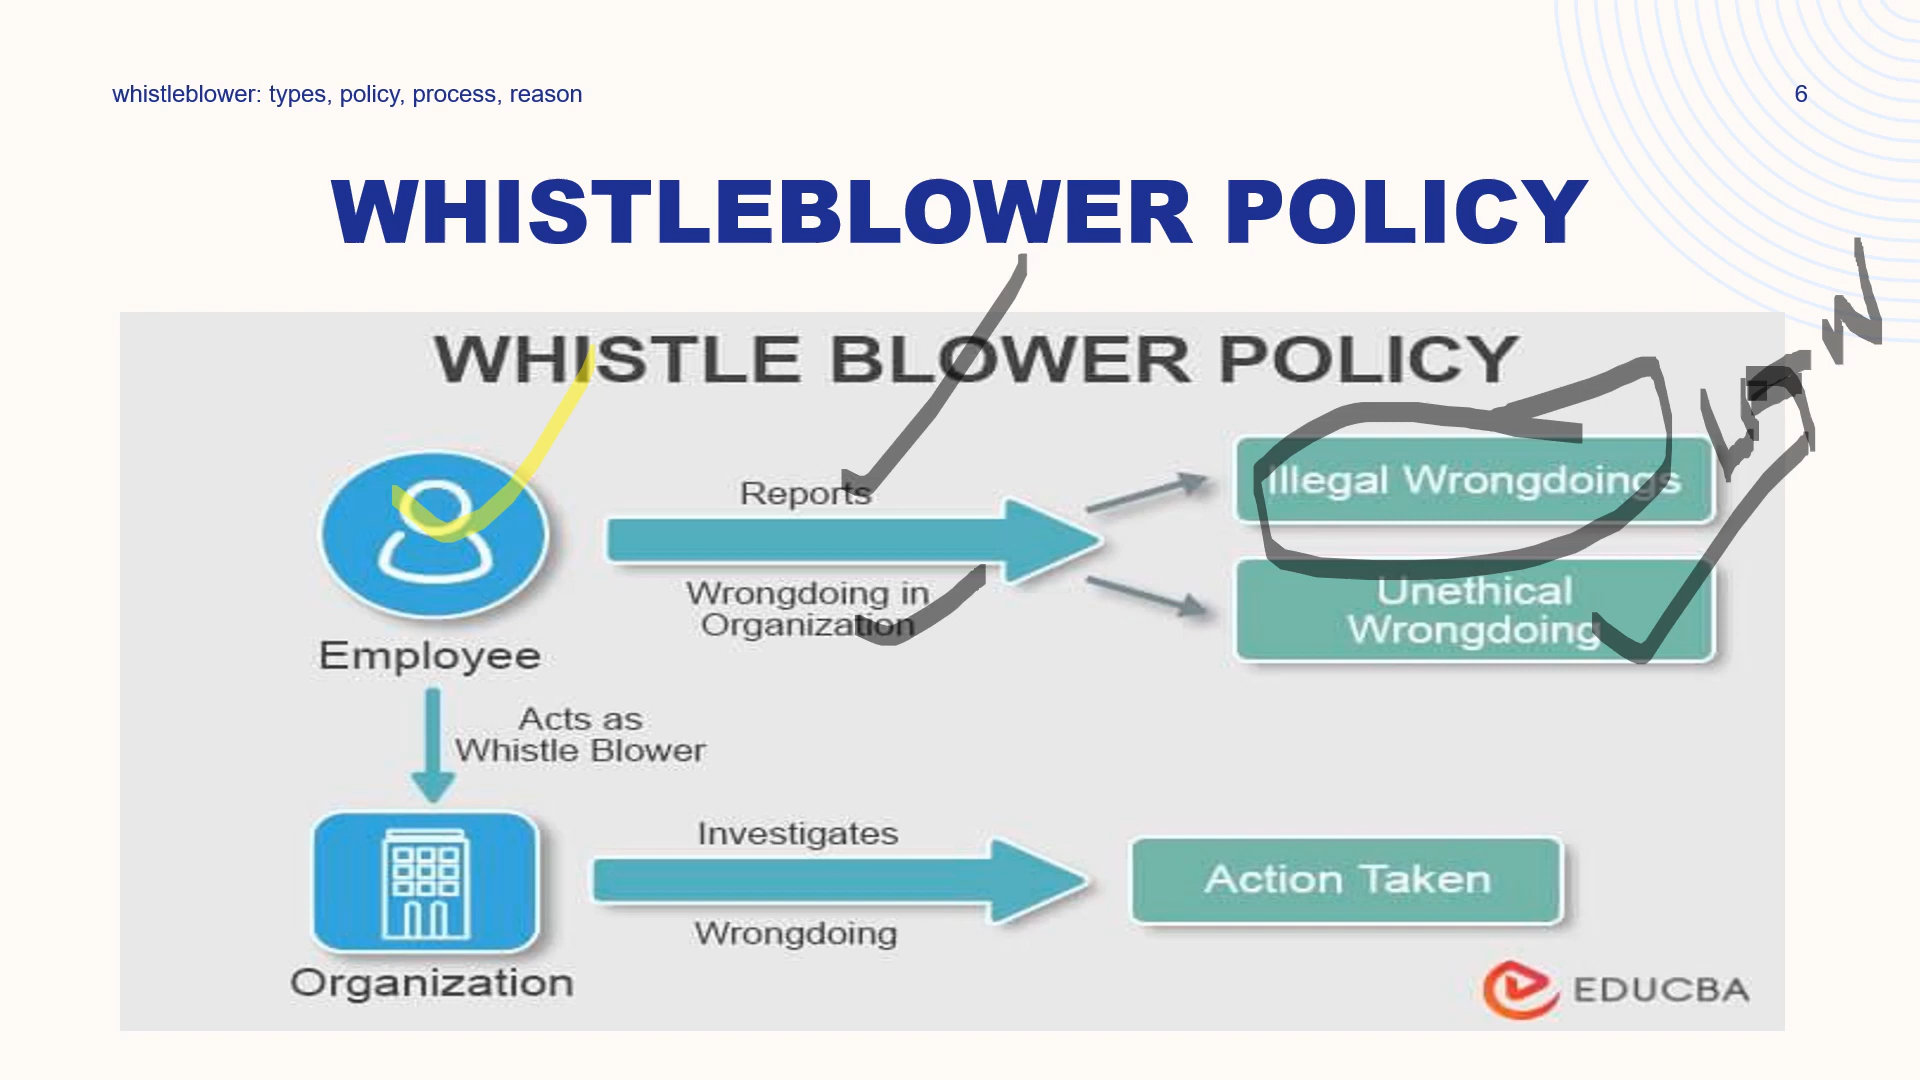 whistleblower: types, policy, process, reason
6
WHISTLEBLOWER POLICY
WHISTLE BLOWER POLICY
Reports
Illegal Wrongdoings
Wrongdoing in
Organization
Unethical
Wrongdoing
Employee
Acts as
Whistle Blower
Investigates
Action Taken
Wrongdoing
Organization
EDUCBA